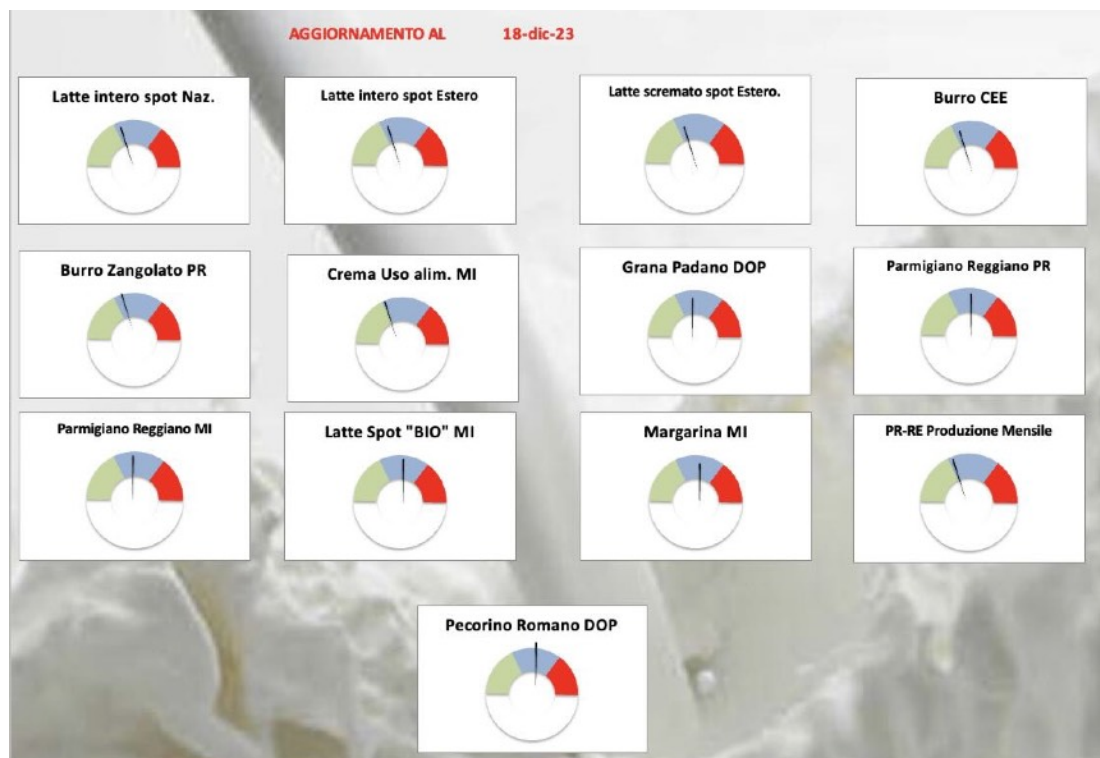 AGGIORNAMENTO AL 18-dic-23
Latte intero spot Naz.
Latte intero spot Estero
Latte scremato spot Estero.
Burro CEE
Burro Zangolato PR
Crema Uso alim. MI
Grana Padano DOP
Parmigiano Reggiano PR
Parmigiano Reggiano MI
Latte Spot "BIO" MI
Margarina MI
PR-RE Produzione Mensile
Pecorino Romano DOP